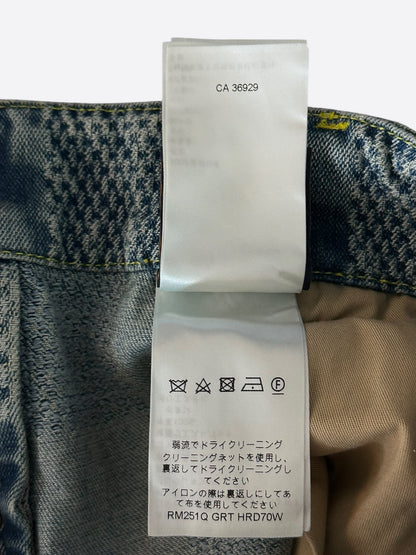 CA 36929
弱流でドライクリーニング
クリーニングネットを使用し、
裏返してドライクリーニングし
てください
アイロンの際は裏返しにしてあ
て布を使用してください
RM251Q GRT HRD70W